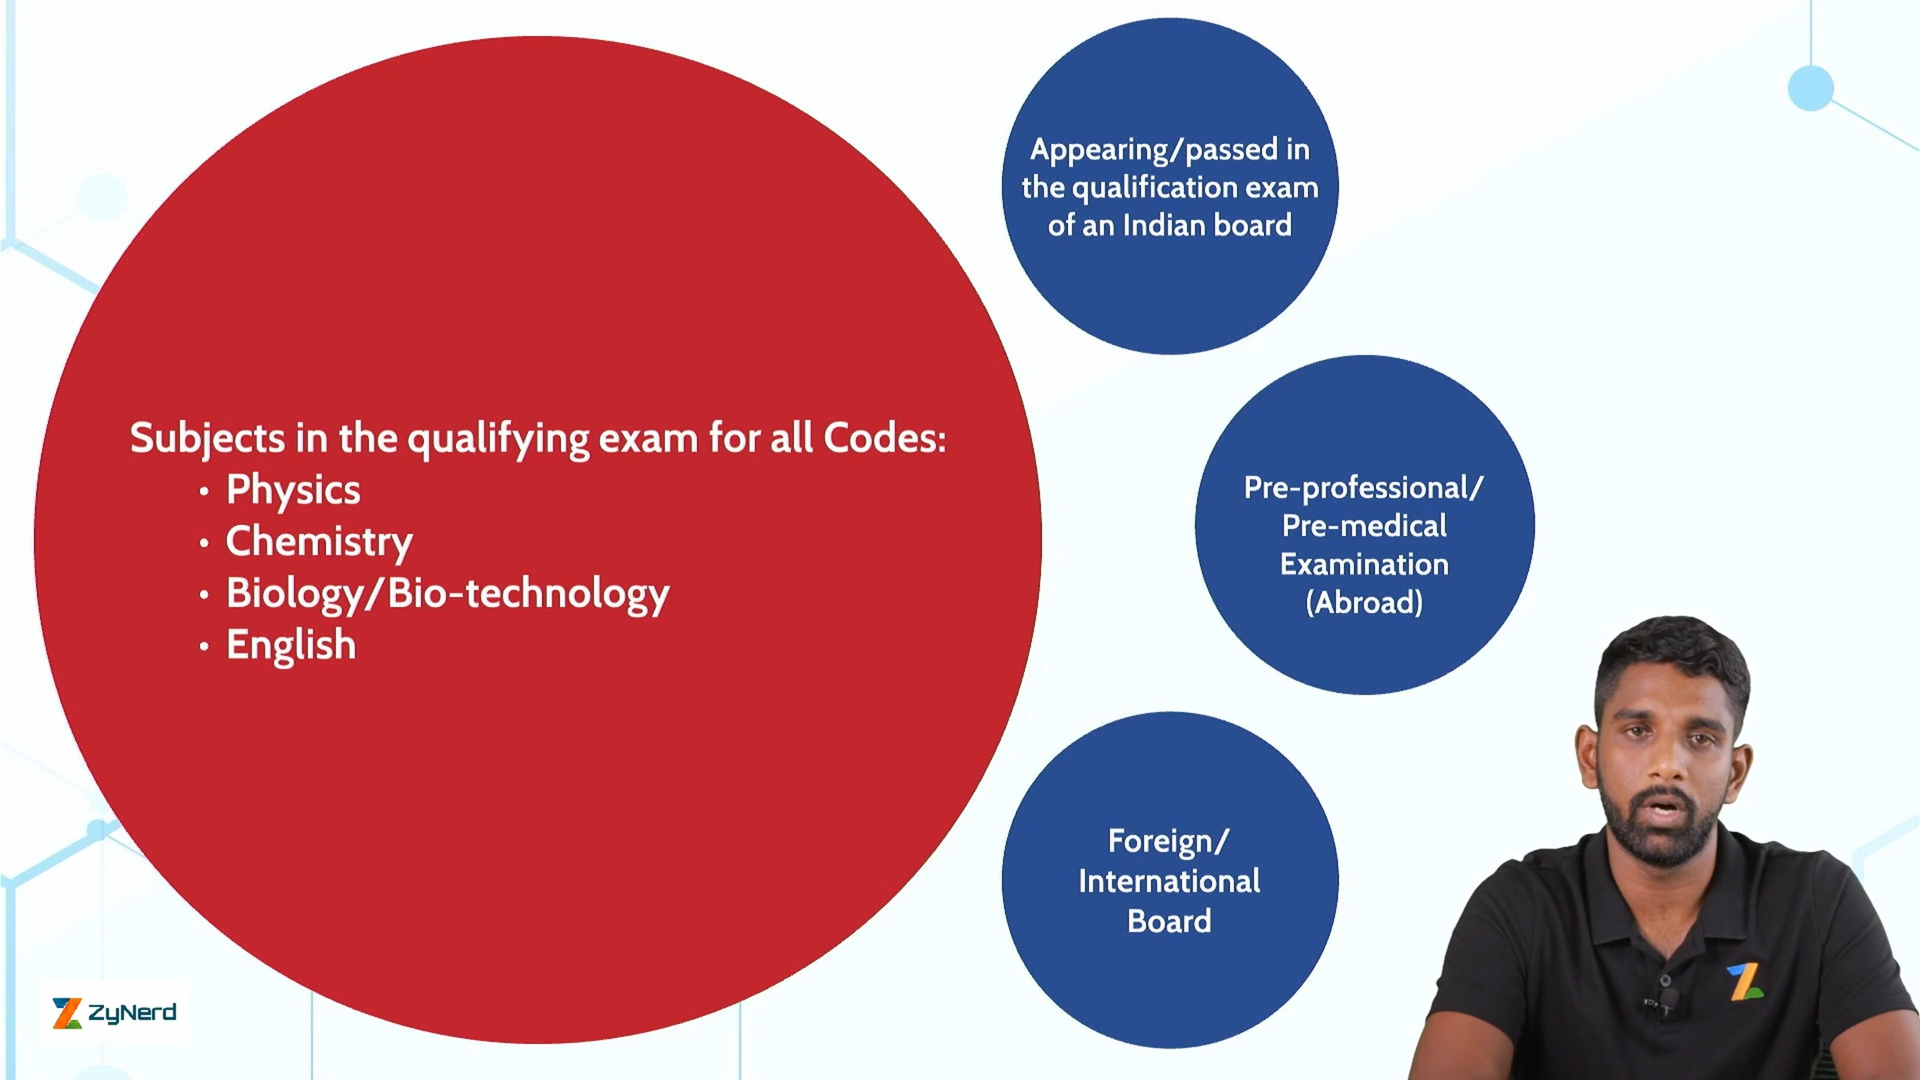 Subjects in the qualifying exam for all Codes:
• Physics
• Chemistry
• Biology/Bio-technology
• English
Appearing/passed in
the qualification exam
of an Indian board
Pre-professional/
Pre-medical
Examination
(Abroad)
Foreign/
International
Board
ZyNerd